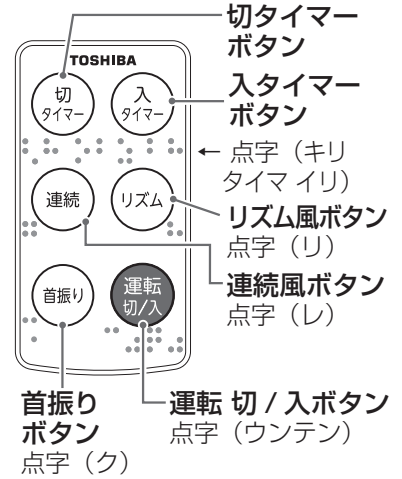 切タイマー
ボタン
TOSHIBA
入タイマー
ボタン
切
タイマー
入
タイマー
← 点字（キリ
タイマ イリ）
連続
リズム
リズム風ボタン
点字（リ）
連続風ボタン
点字（レ）
首振り
運転
切/入
首振り
ボタン
点字（ク）
運転 切 / 入ボタン
点字（ウンテン）